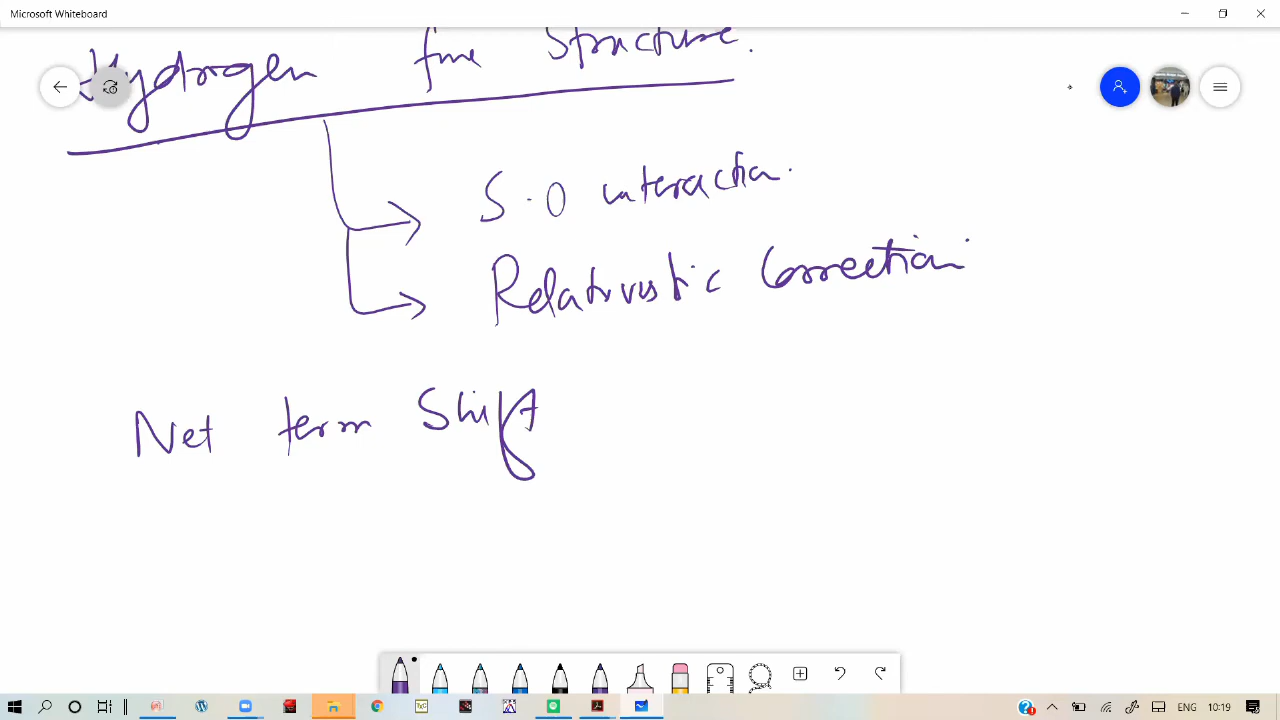 Microsoft Whiteboard
Hydrogen fine Structure.
S.O interaction.
Relativistic Correction
Net term Shift
ENG 10:19